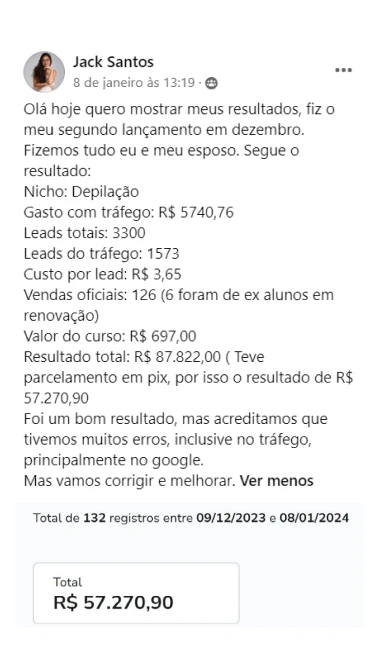 Jack Santos
8 de janeiro às 13:19 ·
Olá hoje quero mostrar meus resultados, fiz o
meu segundo lançamento em dezembro.
Fizemos tudo eu e meu esposo. Segue o
resultado:
Nicho: Depilação
Gasto com tráfego: R$ 5740,76
Leads totais: 3300
Leads do tráfego: 1573
Custo por lead: R$ 3,65
Vendas oficiais: 126 (6 foram de ex alunos em
renovação)
Valor do curso: R$ 697,00
Resultado total: R$ 87.822,00 ( Teve
parcelamento em pix, por isso o resultado de R$
57.270,90
Foi um bom resultado, mas acreditamos que
tivemos muitos erros, inclusive no tráfego,
principalmente no google.
Mas vamos corrigir e melhorar. Ver menos
Total de 132 registros entre 09/12/2023 e 08/01/2024
Total
R$ 57.270,90